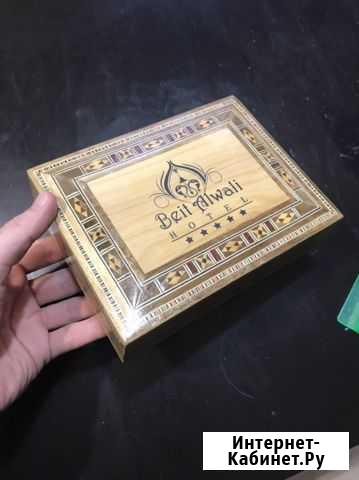 Beit Alwali
HOTEL
Интернет-
Кабинет.Ру